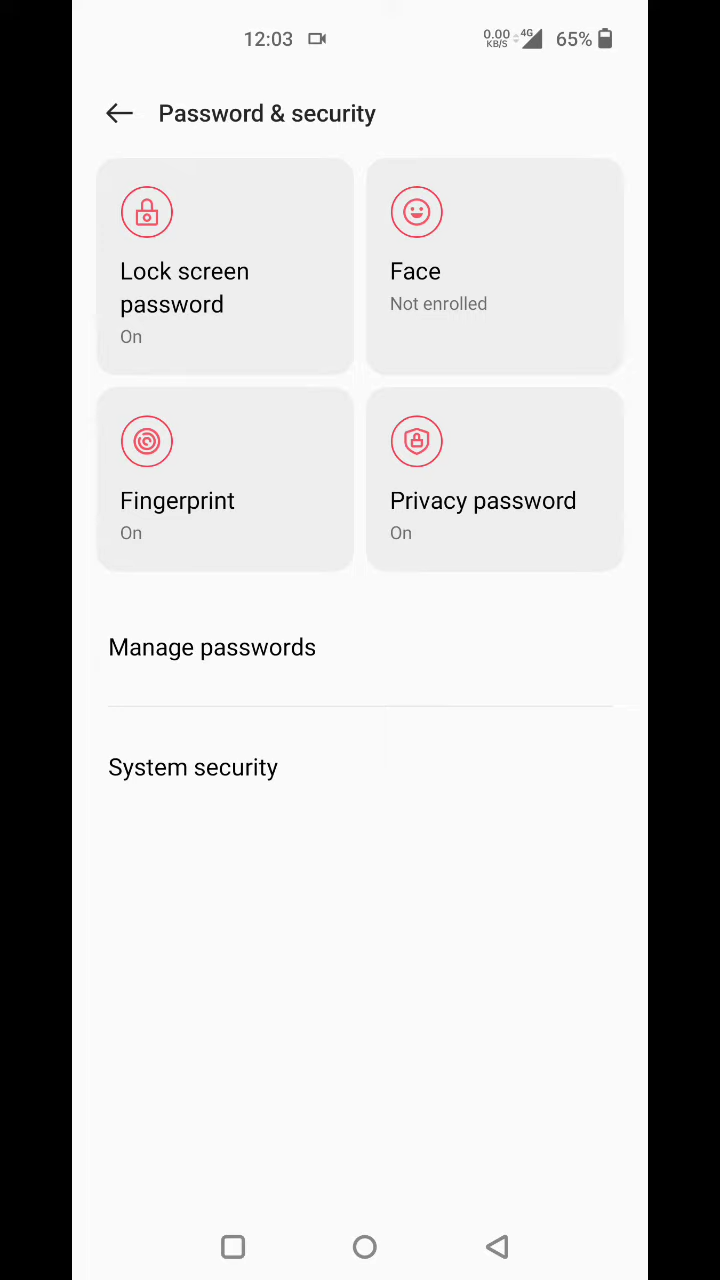 12:03
0.00 KB/S 4G 65%
Password & security
Lock screen
password
On
Face
Not enrolled
Fingerprint
On
Privacy password
On
Manage passwords
System security